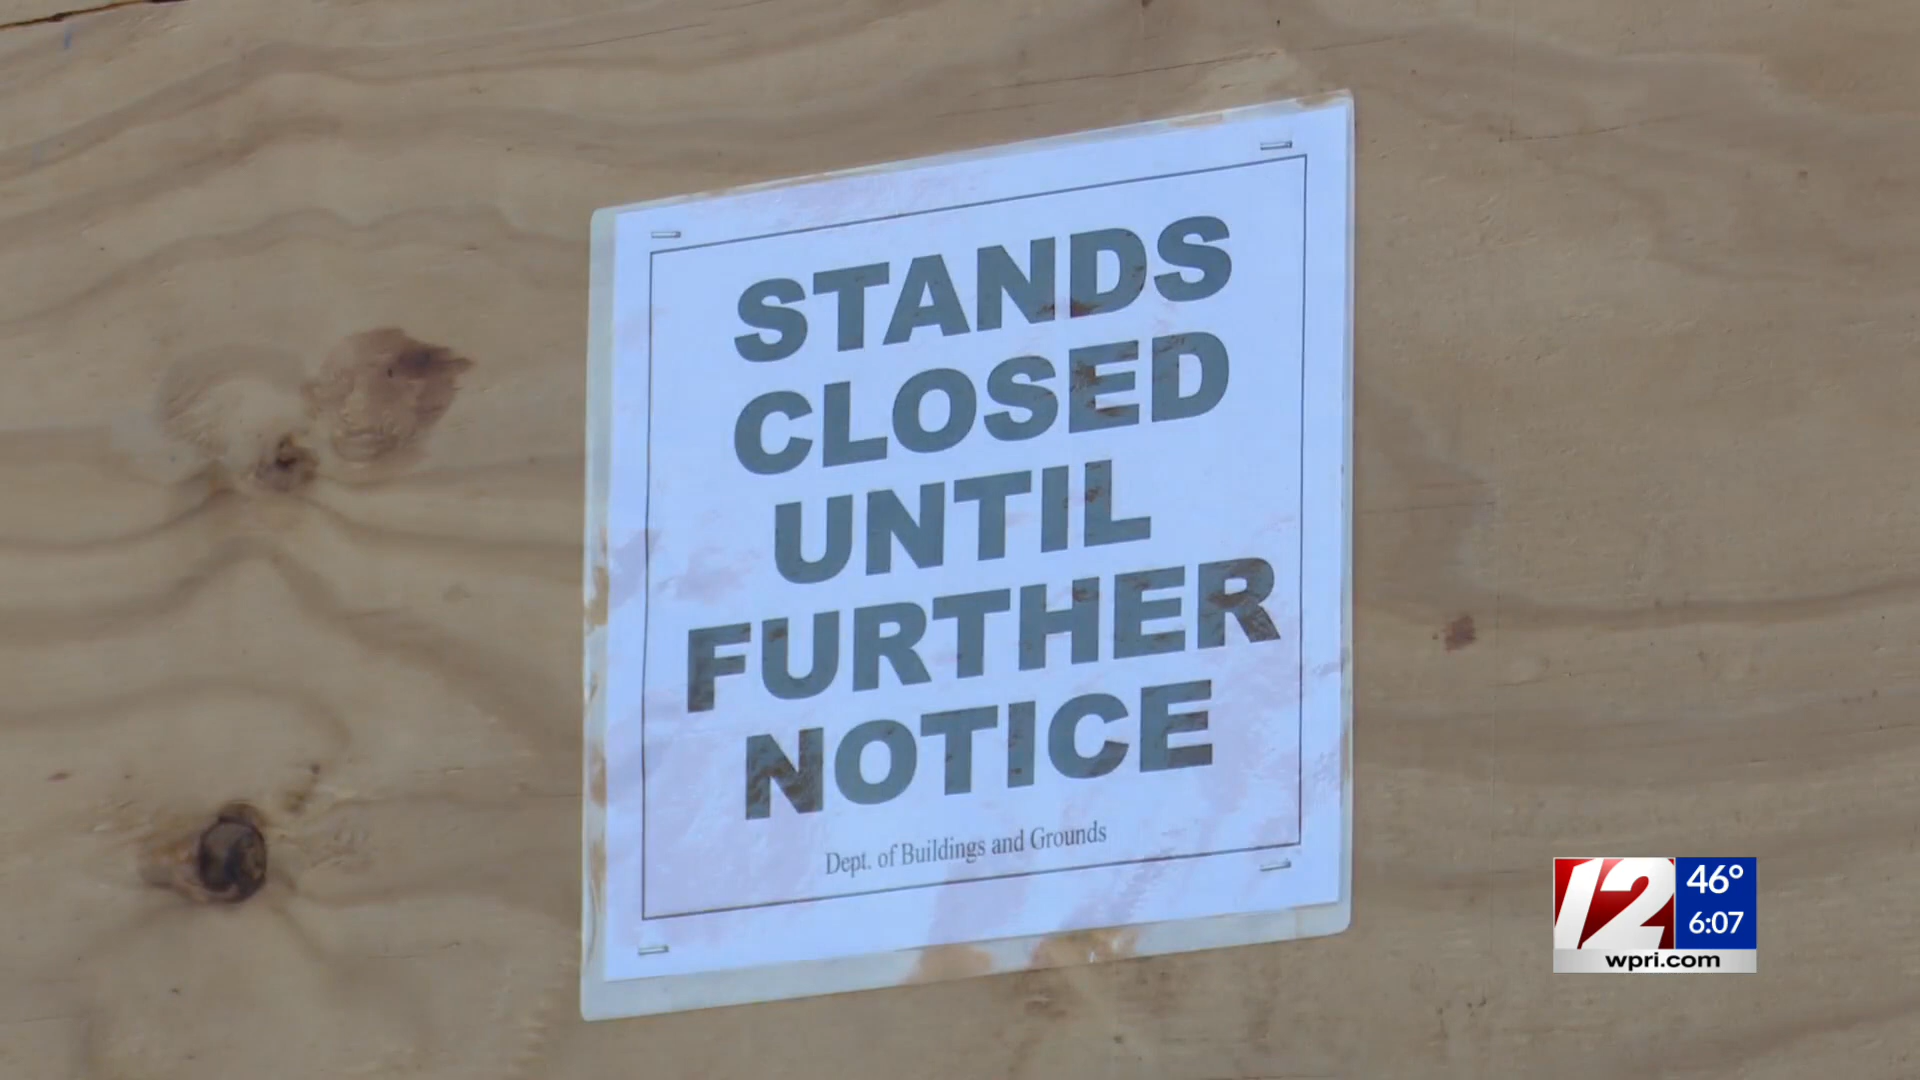 STANDS
CLOSED
UNTIL
FURTHER
NOTICE
Dept. of Buildings and Grounds
12
46°
6:07
wpri.com